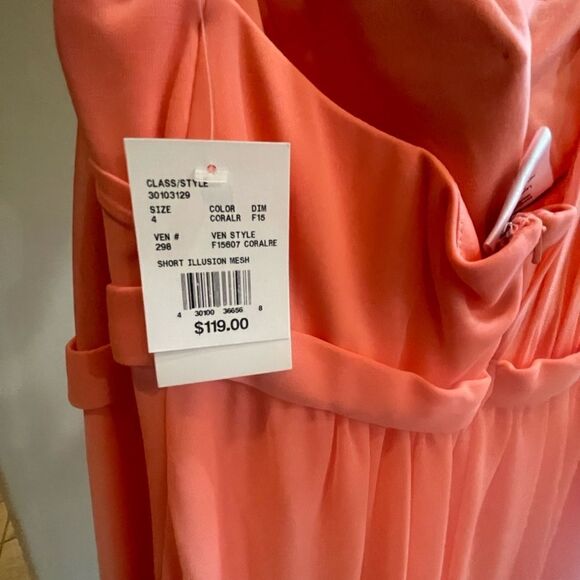 CLASS/STYLE
30103129
SIZE COLOR DIM
4 CORALR F15
VEN # VEN STYLE
298 F15607 CORALRE
SHORT ILLUSION MESH
4 30100 36656 8
$119.00